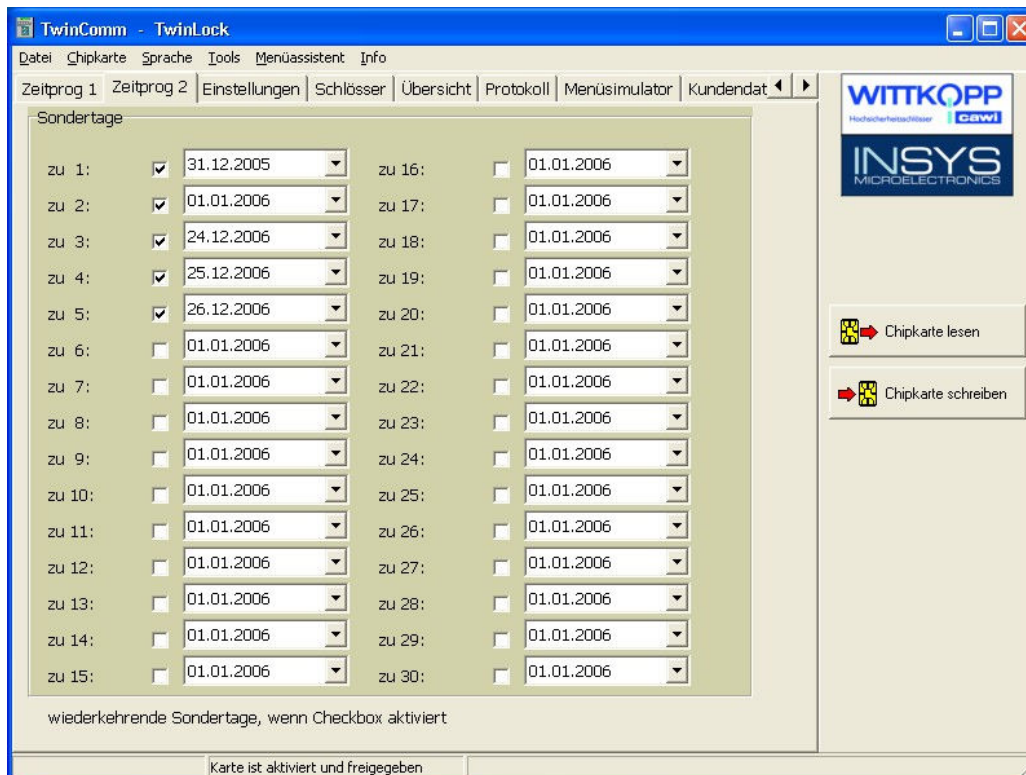 TwinComm - TwinLock
Datei Chipkarte Sprache Tools Menüassistent Info
Zeitprog 1 Zeitprog 2 Einstellungen Schlösser Übersicht Protokoll Menüsimulator Kundendat
WITTKOPP
Hochsicherheitsschlösser cawi
INSYS
MICROELECTRONICS
Sondertage
zu 1: 31.12.2005 zu 16: 01.01.2006
zu 2: 01.01.2006 zu 17: 01.01.2006
zu 3: 24.12.2006 zu 18: 01.01.2006
zu 4: 25.12.2006 zu 19: 01.01.2006
zu 5: 26.12.2006 zu 20: 01.01.2006
zu 6: 01.01.2006 zu 21: 01.01.2006
zu 7: 01.01.2006 zu 22: 01.01.2006
zu 8: 01.01.2006 zu 23: 01.01.2006
zu 9: 01.01.2006 zu 24: 01.01.2006
zu 10: 01.01.2006 zu 25: 01.01.2006
zu 11: 01.01.2006 zu 26: 01.01.2006
zu 12: 01.01.2006 zu 27: 01.01.2006
zu 13: 01.01.2006 zu 28: 01.01.2006
zu 14: 01.01.2006 zu 29: 01.01.2006
zu 15: 01.01.2006 zu 30: 01.01.2006
wiederkehrende Sondertage, wenn Checkbox aktiviert
Chipkarte lesen
Chipkarte schreiben
Karte ist aktiviert und freigegeben